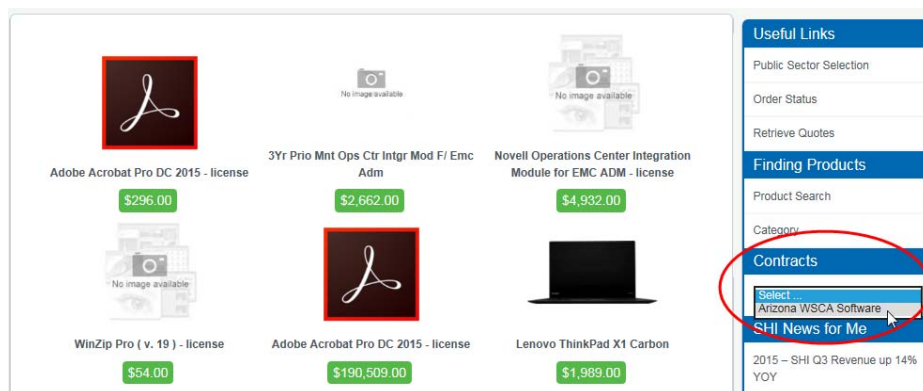 No image available
No image available
Adobe Acrobat Pro DC 2015 - license
3Yr Prio Mnt Ops Ctr Intgr Mod F/ Emc
Adm
Novell Operations Center Integration
Module for EMC ADM - license
$296.00
$2,662.00
$4,932.00
No image available
WinZip Pro ( v. 19 ) - license
Adobe Acrobat Pro DC 2015 - license
Lenovo ThinkPad X1 Carbon
$54.00
$190,509.00
$1,989.00
Useful Links
Public Sector Selection
Order Status
Retrieve Quotes
Finding Products
Product Search
Category
Contracts
Select ...
Arizona WSCA Software
SHI News for Me
2015 – SHI Q3 Revenue up 14%
YOY